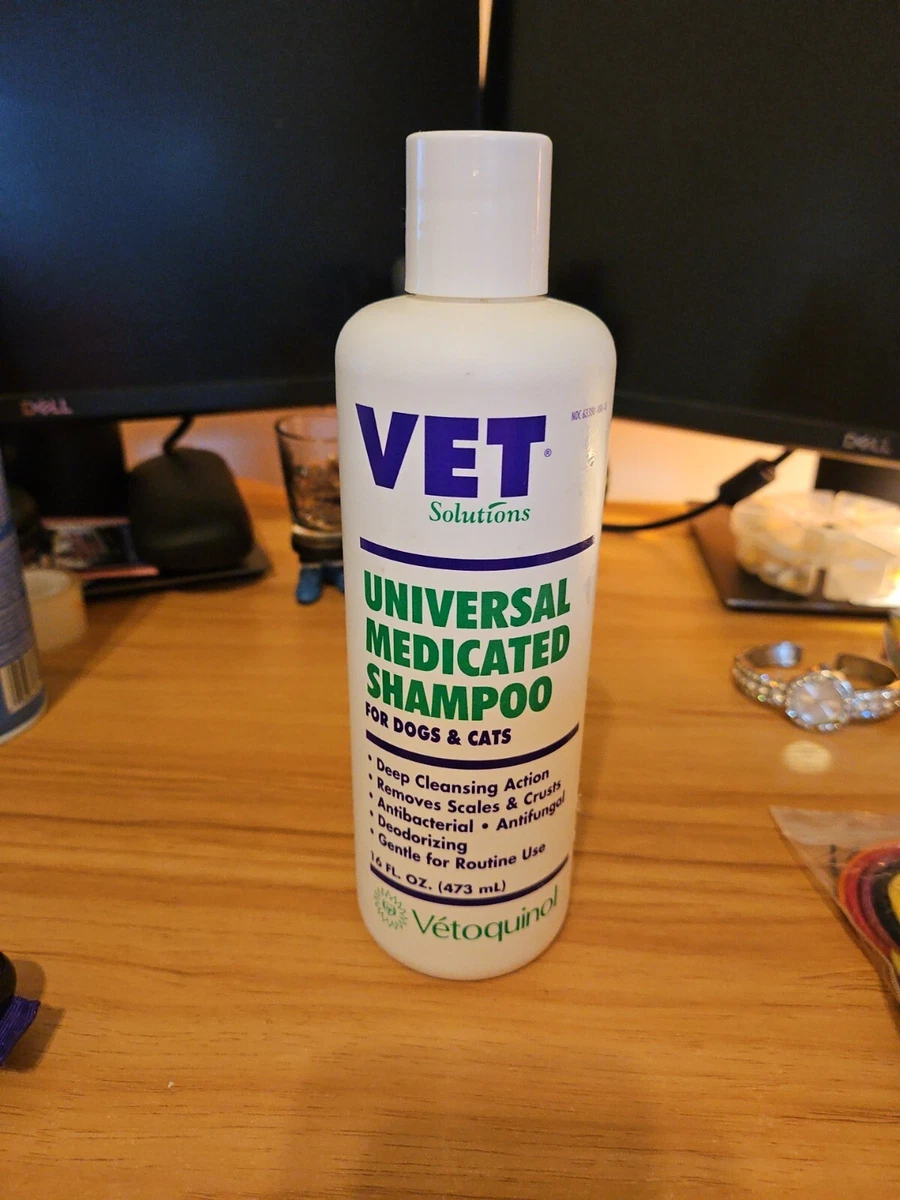 DELL
DELL
VET®
NDC
Solutions
UNIVERSAL
MEDICATED
SHAMPOO
FOR DOGS & CATS
• Deep Cleansing Action
• Removes Scales & Crusts
• Antibacterial • Antifungal
• Deodorizing
• Gentle for Routine Use
16 FL. OZ. (473 mL)
Vétoquinol